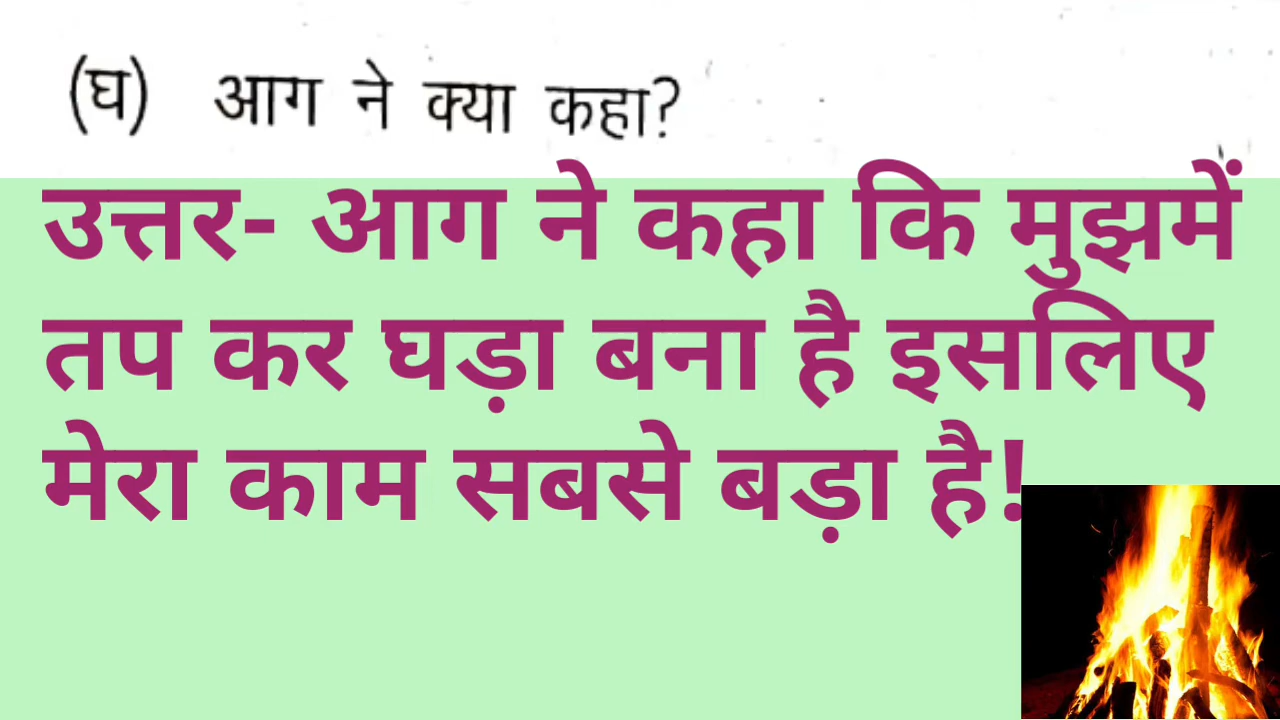 (घ) आग ने क्या कहा?
उत्तर- आग ने कहा कि मुझमें
तप कर घड़ा बना है इसलिए
मेरा काम सबसे बड़ा है!